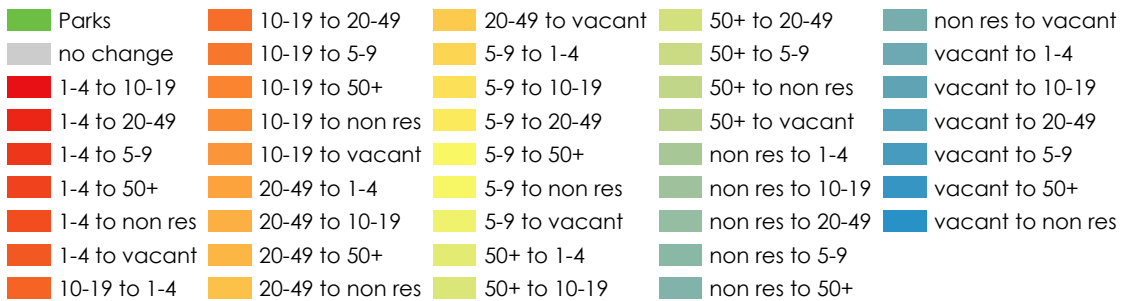 Parks
no change
1-4 to 10-19
1-4 to 20-49
1-4 to 5-9
1-4 to 50+
1-4 to non res
1-4 to vacant
10-19 to 1-4
10-19 to 20-49
10-19 to 5-9
10-19 to 50+
10-19 to non res
10-19 to vacant
20-49 to 1-4
20-49 to 10-19
20-49 to 50+
20-49 to non res
20-49 to vacant
5-9 to 1-4
5-9 to 10-19
5-9 to 20-49
5-9 to 50+
5-9 to non res
5-9 to vacant
50+ to 1-4
50+ to 10-19
50+ to 20-49
50+ to 5-9
50+ to non res
50+ to vacant
non res to 1-4
non res to 10-19
non res to 20-49
non res to 5-9
non res to 50+
non res to vacant
vacant to 1-4
vacant to 10-19
vacant to 20-49
vacant to 5-9
vacant to 50+
vacant to non res